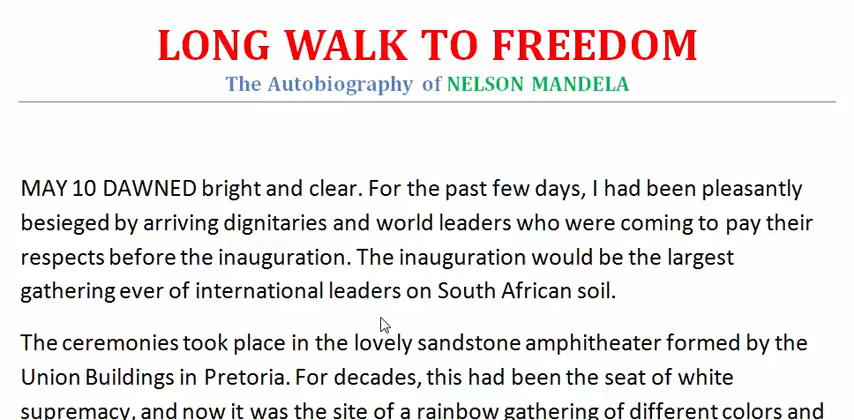 LONG WALK TO FREEDOM
The Autobiography of NELSON MANDELA
MAY 10 DAWNED bright and clear. For the past few days, I had been pleasantly
besieged by arriving dignitaries and world leaders who were coming to pay their
respects before the inauguration. The inauguration would be the largest
gathering ever of international leaders on South African soil.
The ceremonies took place in the lovely sandstone amphitheater formed by the
Union Buildings in Pretoria. For decades, this had been the seat of white
supremacy, and now it was the site of a rainbow gathering of different colors and